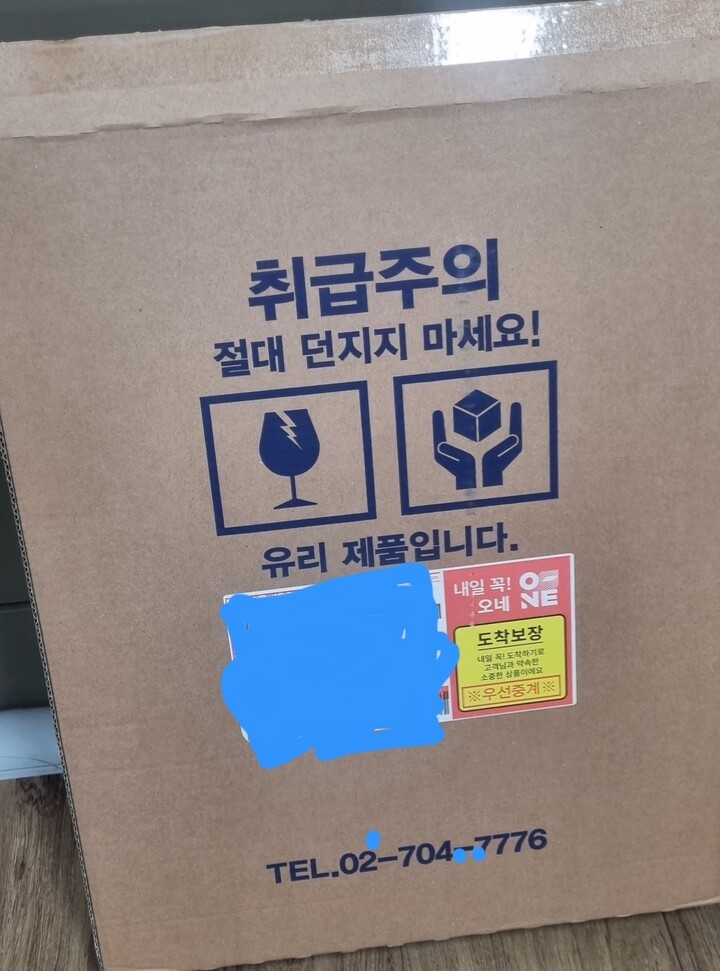 취급주의
절대 던지지 마세요!
유리 제품입니다.
내일 꼭! 오네
ONE
도착보장
내일 꼭! 도착하기로
고객님과 약속한
소중한 상품이에요
※우선중계※
TEL.02-704-7776